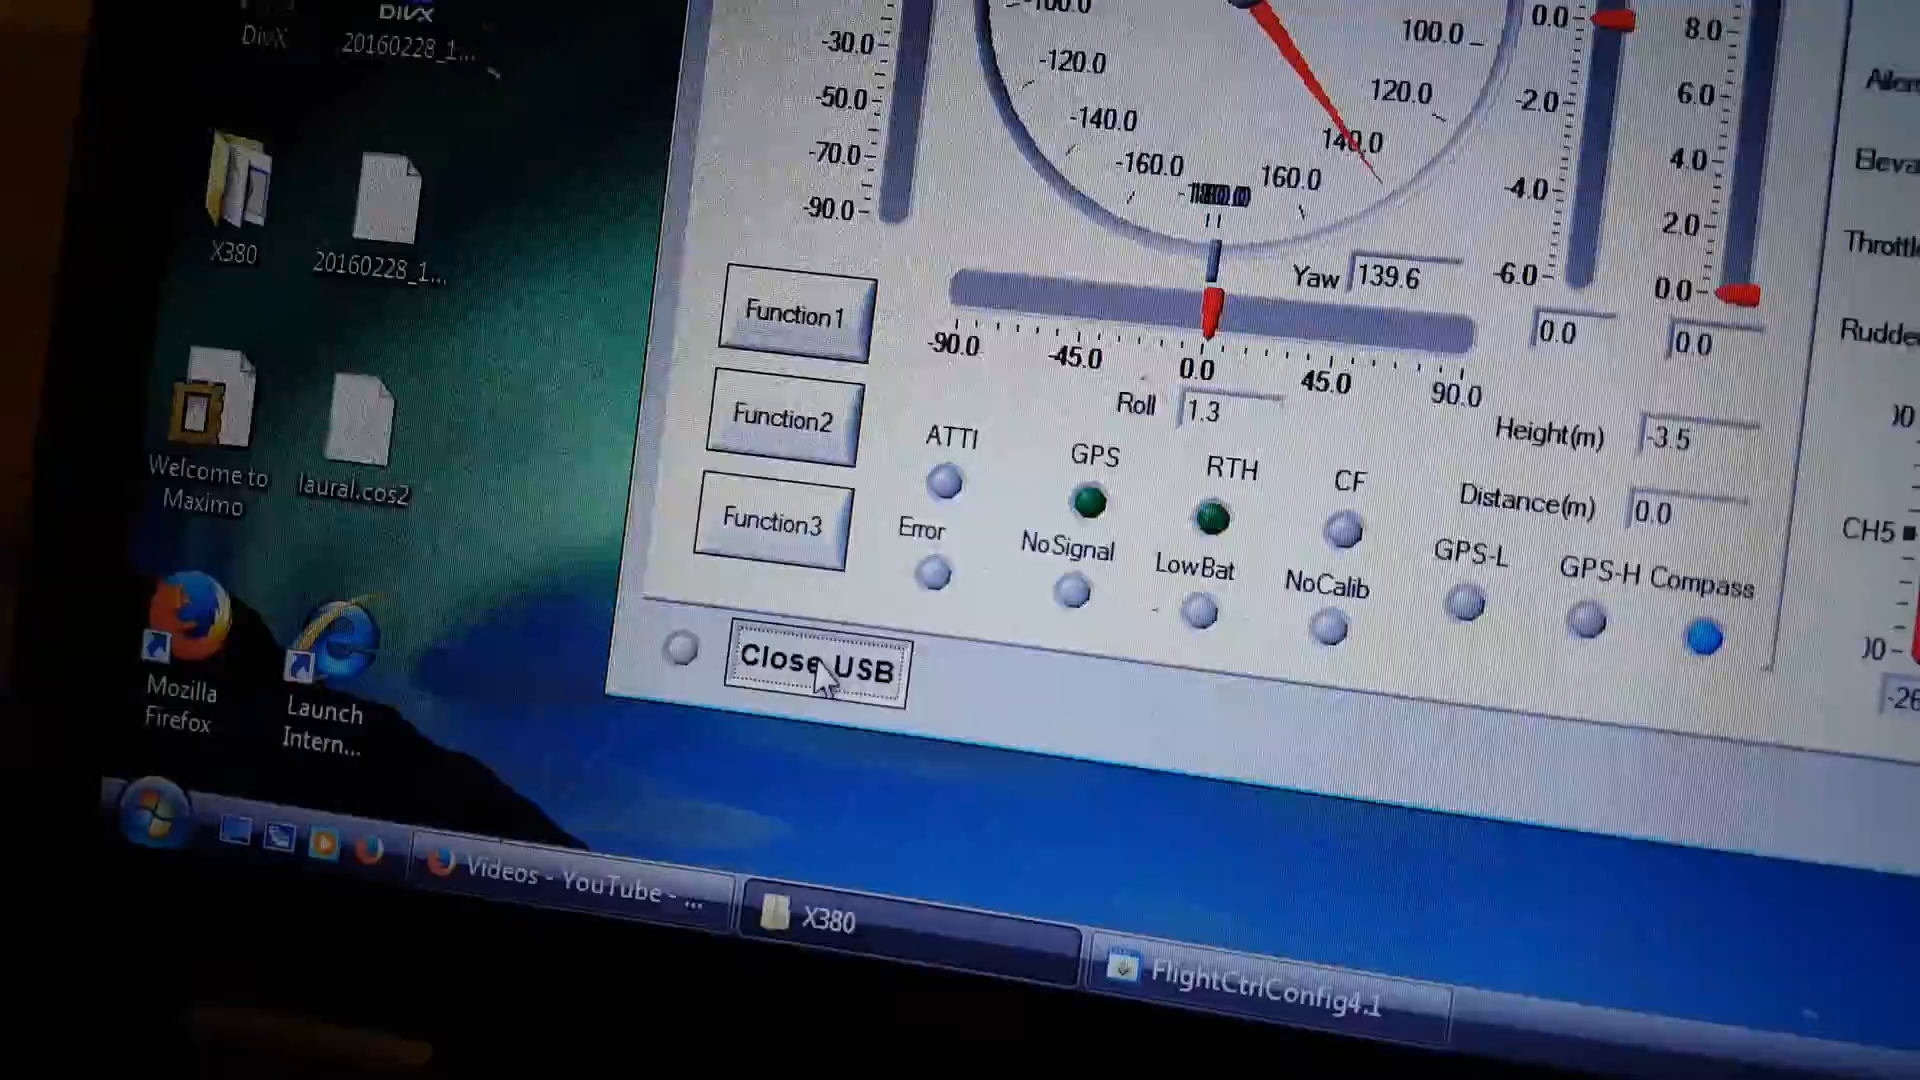 DIVX
DivX
20160228_1...
X380
20160228_1...
Welcome to
Maximo
laural.cos2
Mozilla
Firefox
Launch
Intern...
-30.0
-50.0
-70.0
-90.0
-100.0
-120.0
-140.0
-160.0
160.0
140.0
120.0
100.0
0.0
-2.0
-4.0
-6.0
0.0
8.0
6.0
4.0
2.0
0.0
0.0
Yaw 139.6
-90.0 -45.0 0.0 45.0 90.0
Roll 1.3
Function1
Function2
Function3
ATTI GPS RTH CF
Error NoSignal LowBat NoCalib
Height(m) -3.5
Distance(m) 0.0
GPS-L GPS-H Compass
Close USB
Throttle
CH5
Videos - YouTube - ...
X380
FlightCtrlConfig4.1